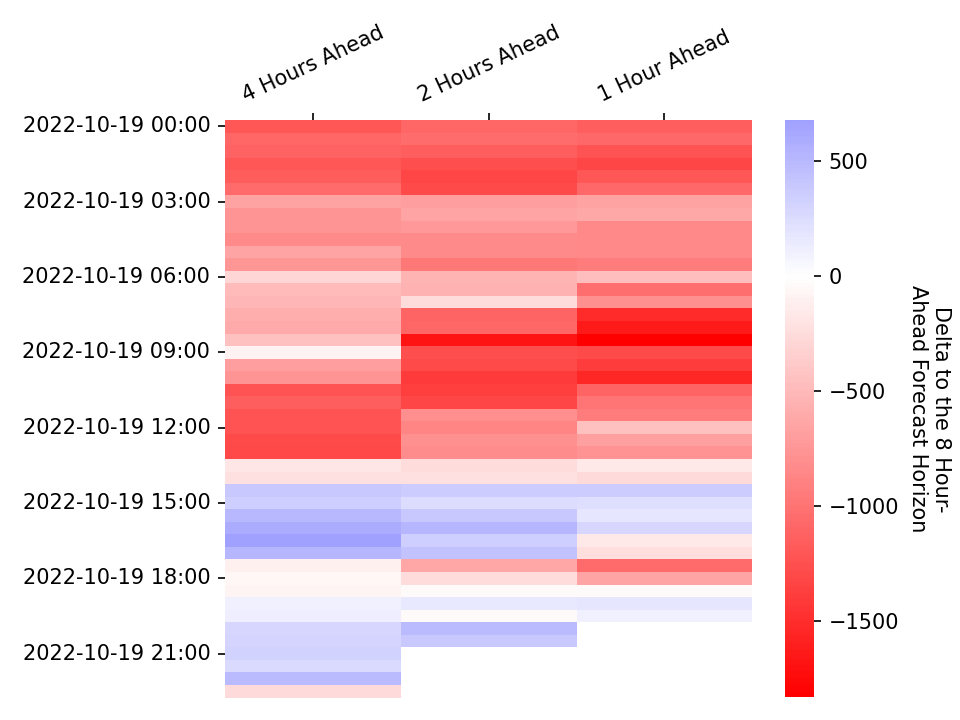 4 Hours Ahead
2 Hours Ahead
1 Hour Ahead
2022-10-19 00:00
2022-10-19 03:00
2022-10-19 06:00
2022-10-19 09:00
2022-10-19 12:00
2022-10-19 15:00
2022-10-19 18:00
2022-10-19 21:00
500
0
−500
−1000
−1500
Delta to the 8 Hour-
Ahead Forecast Horizon